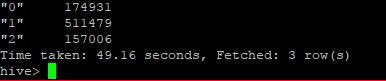 "0"     174931
"1"     511479
"2"     157006
Time taken: 49.16 seconds, Fetched: 3 row(s)
hive>